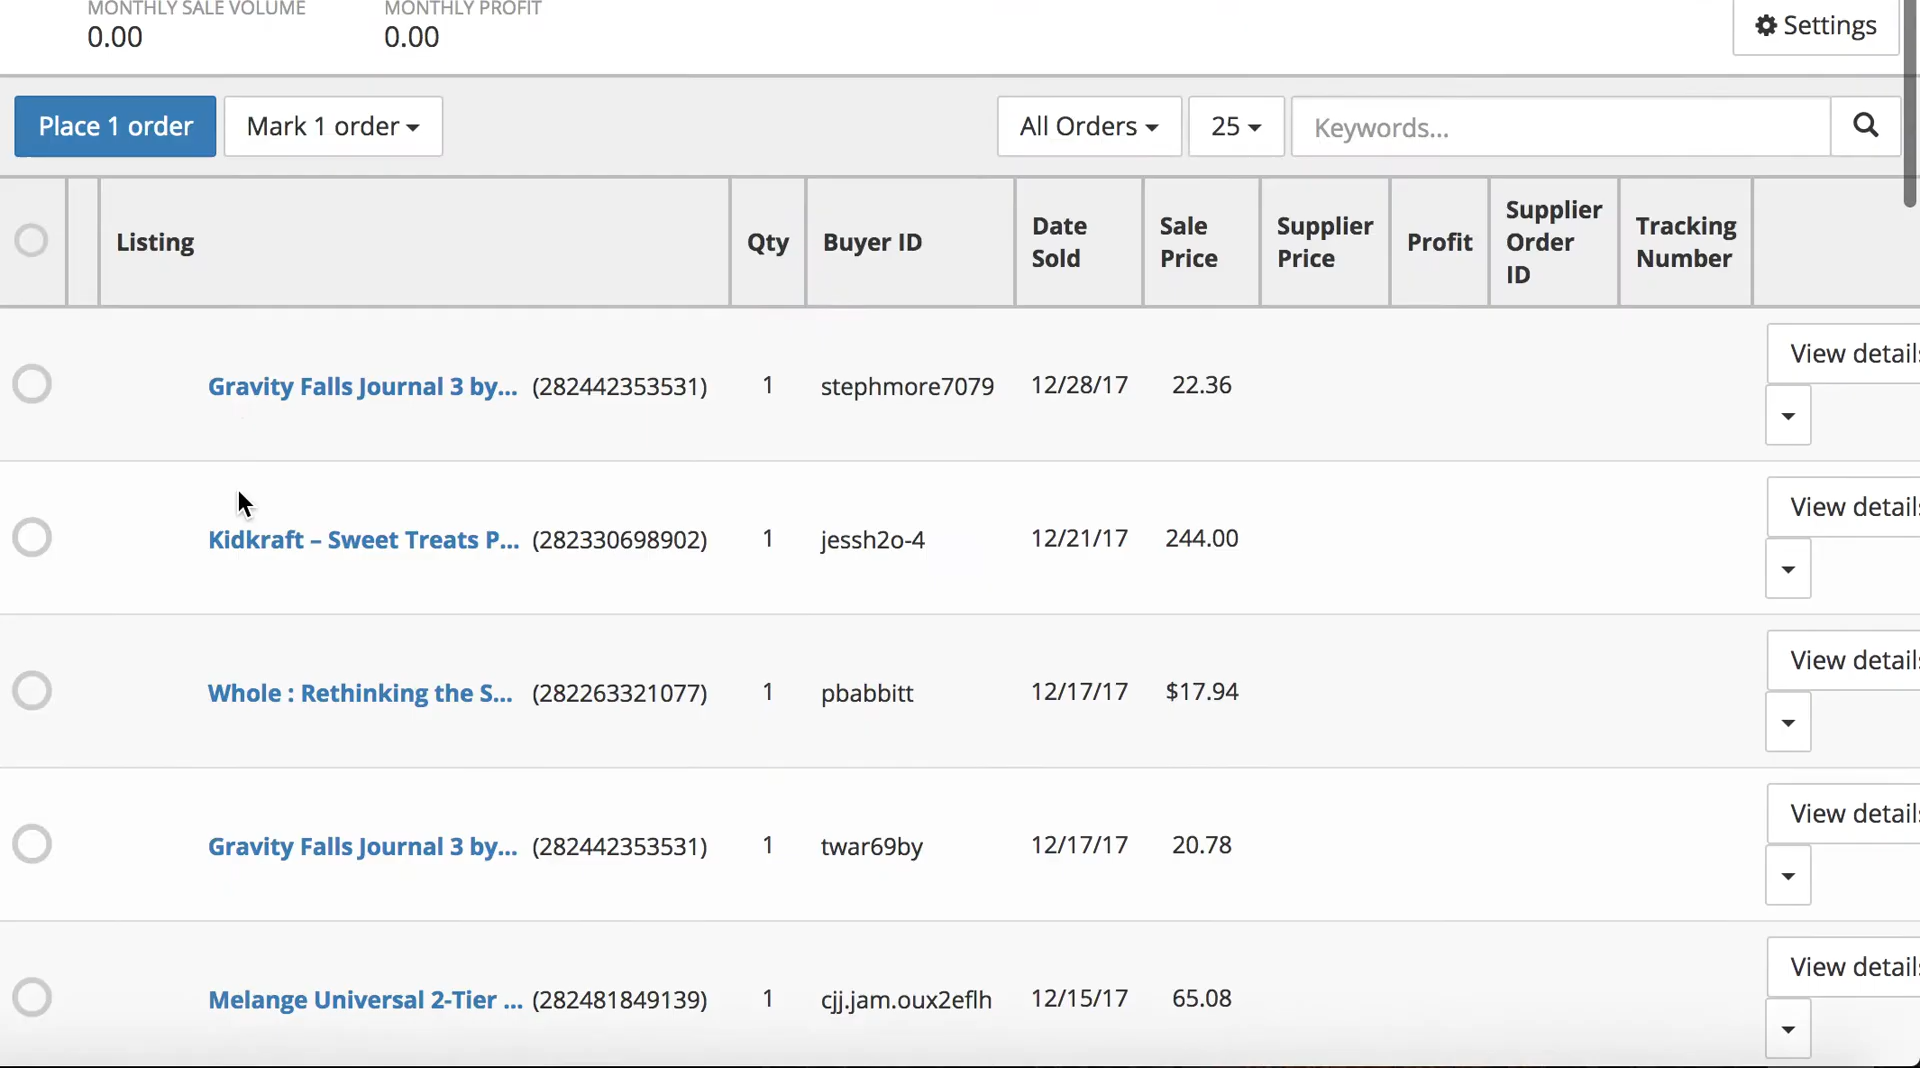 MONTHLY SALE VOLUME MONTHLY PROFIT
0.00 0.00
Settings
Place 1 order Mark 1 order All Orders 25 Keywords...
Listing Qty Buyer ID Date Sold Sale Price Supplier Price Profit Supplier Order ID Tracking Number
Gravity Falls Journal 3 by... (282442353531) 1 stephmore7079 12/28/17 22.36 View details
Kidkraft – Sweet Treats P... (282330698902) 1 jessh2o-4 12/21/17 244.00 View details
Whole : Rethinking the S... (282263321077) 1 pbabbitt 12/17/17 $17.94 View details
Gravity Falls Journal 3 by... (282442353531) 1 twar69by 12/17/17 20.78 View details
Melange Universal 2-Tier ... (282481849139) 1 cjj.jam.oux2eflh 12/15/17 65.08 View details